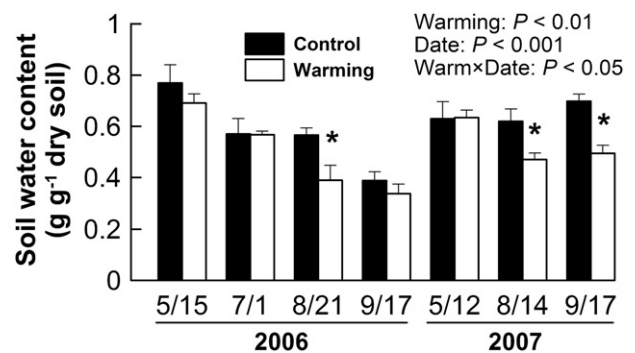 Soil water content
(g g⁻¹ dry soil)
1
0.8
0.6
0.4
0.2
0
Control
Warming
Warming: P < 0.01
Date: P < 0.001
Warm×Date: P < 0.05
*
*
*
5/15 7/1 8/21 9/17 5/12 8/14 9/17
2006 2007